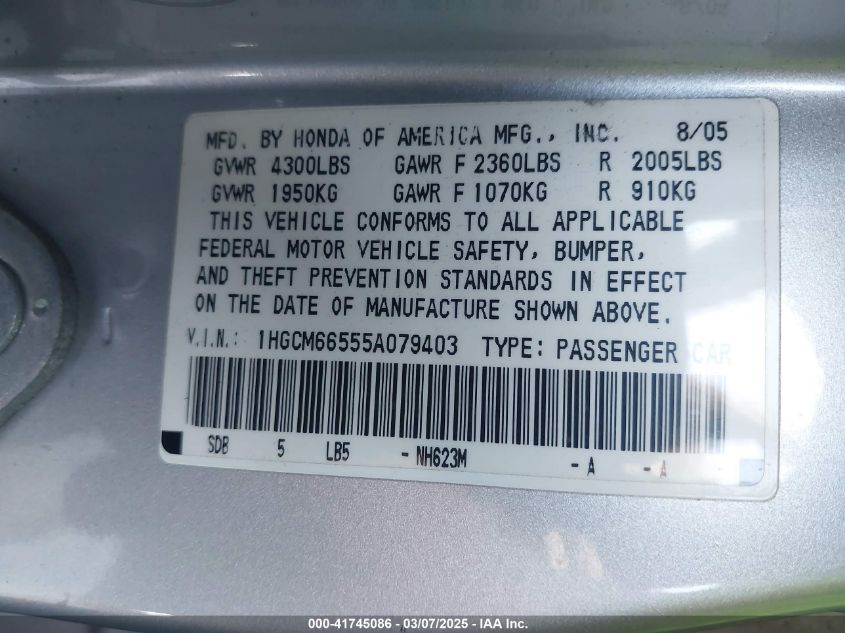 MFD. BY HONDA OF AMERICA MFG., INC. 8/05
GVWR 4300LBS GAWR F 2360LBS R 2005LBS
GVWR 1950KG GAWR F 1070KG R 910KG
THIS VEHICLE CONFORMS TO ALL APPLICABLE
FEDERAL MOTOR VEHICLE SAFETY, BUMPER,
AND THEFT PREVENTION STANDARDS IN EFFECT
ON THE DATE OF MANUFACTURE SHOWN ABOVE.
V.I.N.: 1HGCM66555A079403 TYPE: PASSENGER CAR
SDB 5 LB5 - NH623M - A - A -
000-41745086 - 03/07/2025 - IAA Inc.